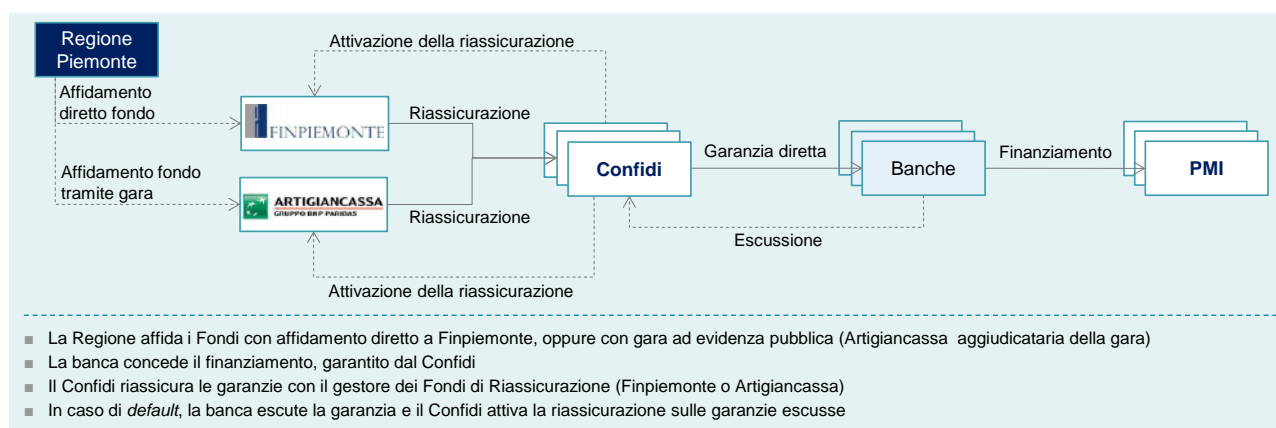 Regione
Piemonte
Attivazione della riassicurazione
Affidamento
diretto fondo
FINPIEMONTE
Riassicurazione
Confidi
Garanzia diretta
Banche
Finanziamento
PMI
Affidamento fondo
tramite gara
ARTIGIANCASSA
GRUPPO BNP PARIBAS
Riassicurazione
Escussione
Attivazione della riassicurazione
■ La Regione affida i Fondi con affidamento diretto a Finpiemonte, oppure con gara ad evidenza pubblica (Artigiancassa aggiudicataria della gara)
■ La banca concede il finanziamento, garantito dal Confidi
■ Il Confidi riassicura le garanzie con il gestore dei Fondi di Riassicurazione (Finpiemonte o Artigiancassa)
■ In caso di default, la banca escute la garanzia e il Confidi attiva la riassicurazione sulle garanzie escusse